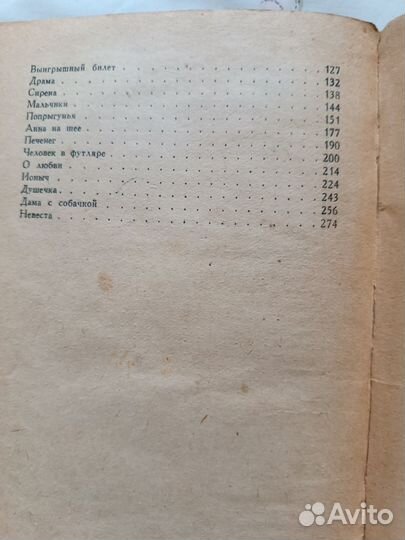 Выигрышный билет . . . . . . . . . . . . . 127
Драма . . . . . . . . . . . . . . . . . . 132
Сирена . . . . . . . . . . . . . . . . . . 138
Мальчики . . . . . . . . . . . . . . . . . 144
Попрыгунья . . . . . . . . . . . . . . . . 151
Анна на шее . . . . . . . . . . . . . . . . 177
Печенег . . . . . . . . . . . . . . . . . . 190
Человек в футляре . . . . . . . . . . . . . 200
О любви . . . . . . . . . . . . . . . . . . 214
Ионыч . . . . . . . . . . . . . . . . . . 224
Душечка . . . . . . . . . . . . . . . . . . 243
Дама с собачкой . . . . . . . . . . . . . . 256
Невеста . . . . . . . . . . . . . . . . . . 274
Avito